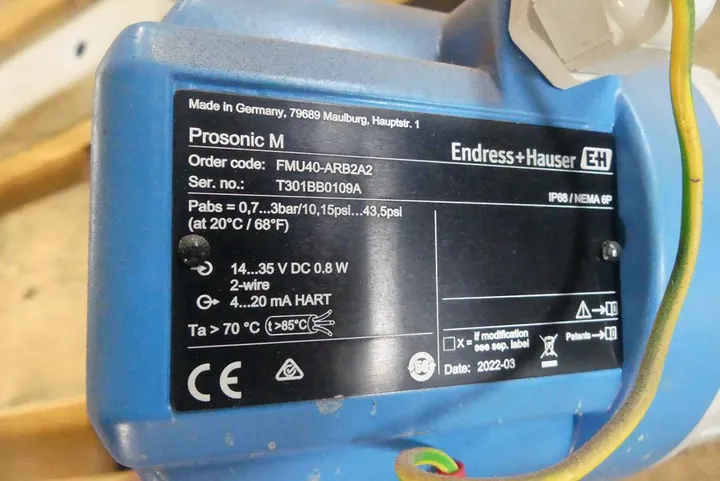 Made in Germany, 79689 Maulburg, Hauptstr. 1
Prosonic M
Endress+Hauser EH
Order code: FMU40-ARB2A2
Ser. no.: T301BB0109A
IP68 / NEMA 6P
Pabs = 0,7...3bar/10,15psi...43,5psi
(at 20°C / 68°F)
14...35 V DC 0.8 W
2-wire
4...20 mA HART
Ta > 70 °C t >85°C
X = if modification
see sep. label
Patents
Date: 2022-03
CE
50